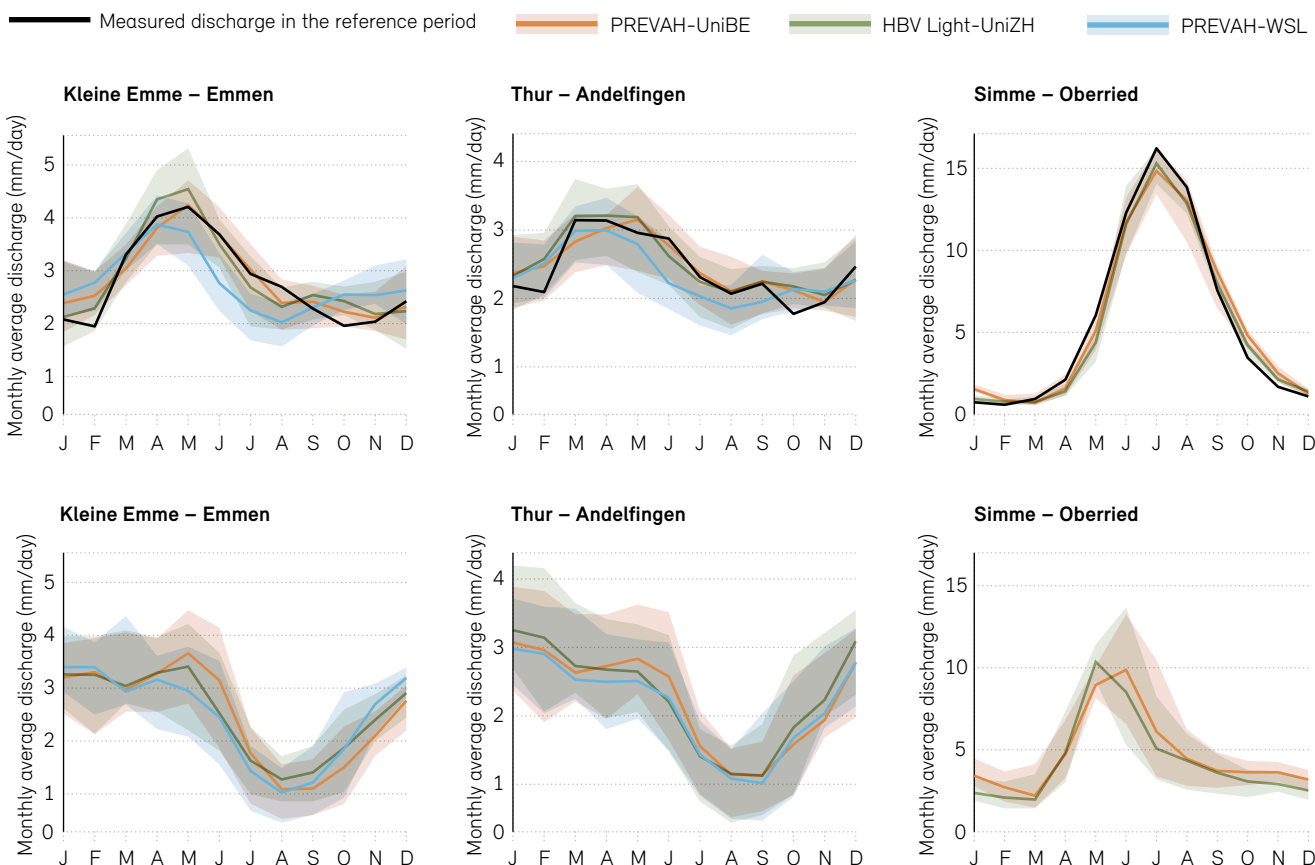 Measured discharge in the reference period PREVAH-UniBE HBV Light-UniZH PREVAH-WSL
Kleine Emme – Emmen
Monthly average discharge (mm/day)
5
4
3
2
1
0
J F M A M J J A S O N D
Thur – Andelfingen
Monthly average discharge (mm/day)
4
3
2
1
0
J F M A M J J A S O N D
Simme – Oberried
Monthly average discharge (mm/day)
15
10
5
0
J F M A M J J A S O N D
Kleine Emme – Emmen
Monthly average discharge (mm/day)
5
4
3
2
1
0
J F M A M J J A S O N D
Thur – Andelfingen
Monthly average discharge (mm/day)
4
3
2
1
0
J F M A M J J A S O N D
Simme – Oberried
Monthly average discharge (mm/day)
15
10
5
0
J F M A M J J A S O N D